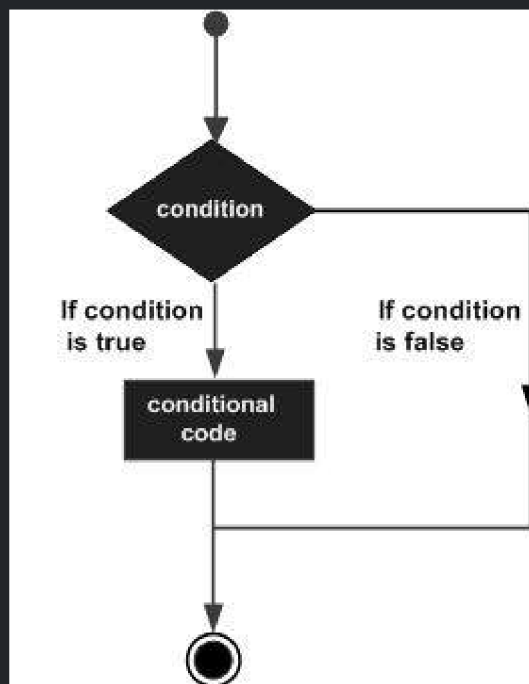 condition
If condition
is true
If condition
is false
conditional
code